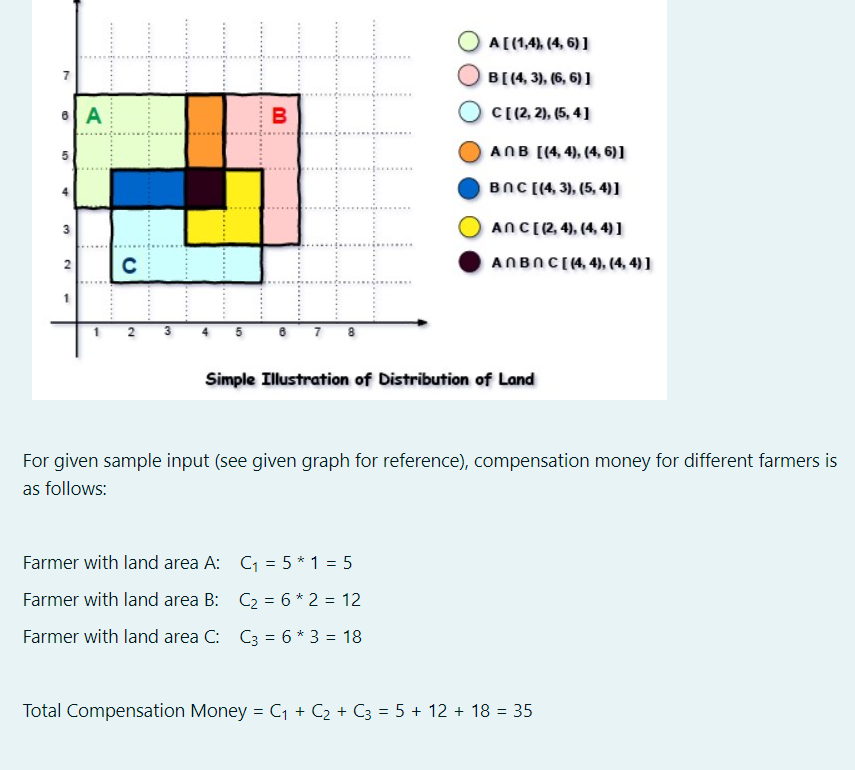 7
6
5
4
3
2
1
A
B
C
1 2 3 4 5 6 7 8
A [ (1,4), (4, 6) ]
B [ (4, 3), (6, 6) ]
C [ (2, 2), (5, 4 ]
A∩B [(4, 4), (4, 6)]
B∩C [(4, 3), (5, 4)]
A∩C [ (2, 4), (4, 4) ]
A∩B∩C [ (4, 4), (4, 4) ]
Simple Illustration of Distribution of Land
For given sample input (see given graph for reference), compensation money for different farmers is
as follows:
Farmer with land area A: C₁ = 5 * 1 = 5
Farmer with land area B: C₂ = 6 * 2 = 12
Farmer with land area C: C₃ = 6 * 3 = 18
Total Compensation Money = C₁ + C₂ + C₃ = 5 + 12 + 18 = 35